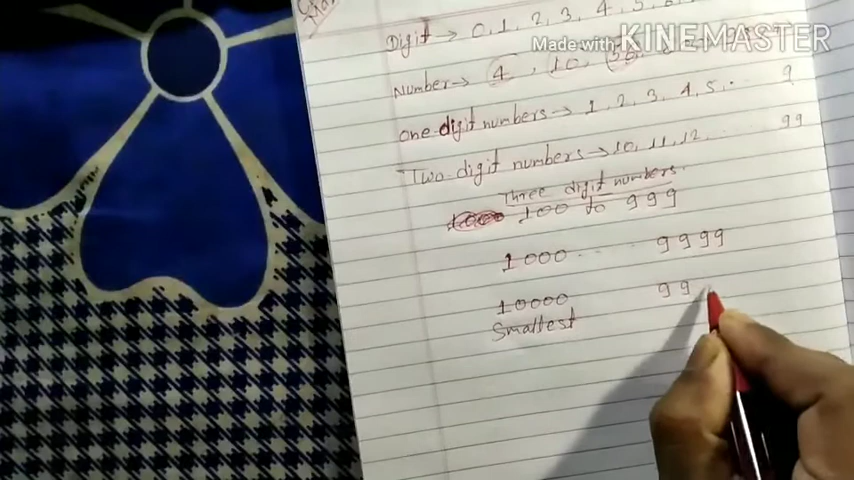 Digit → 0, 1, 2, 3, 4, 5,
Made with KINEMASTER
Number → 4, 10,
one digit numbers → 1, 2, 3, 4, 5, . . 9
Two-digit numbers → 10, 11, 12, ...... 99
Three digit numbers.
100 to 999
1000 ..... 9999
10000 99
Smallest